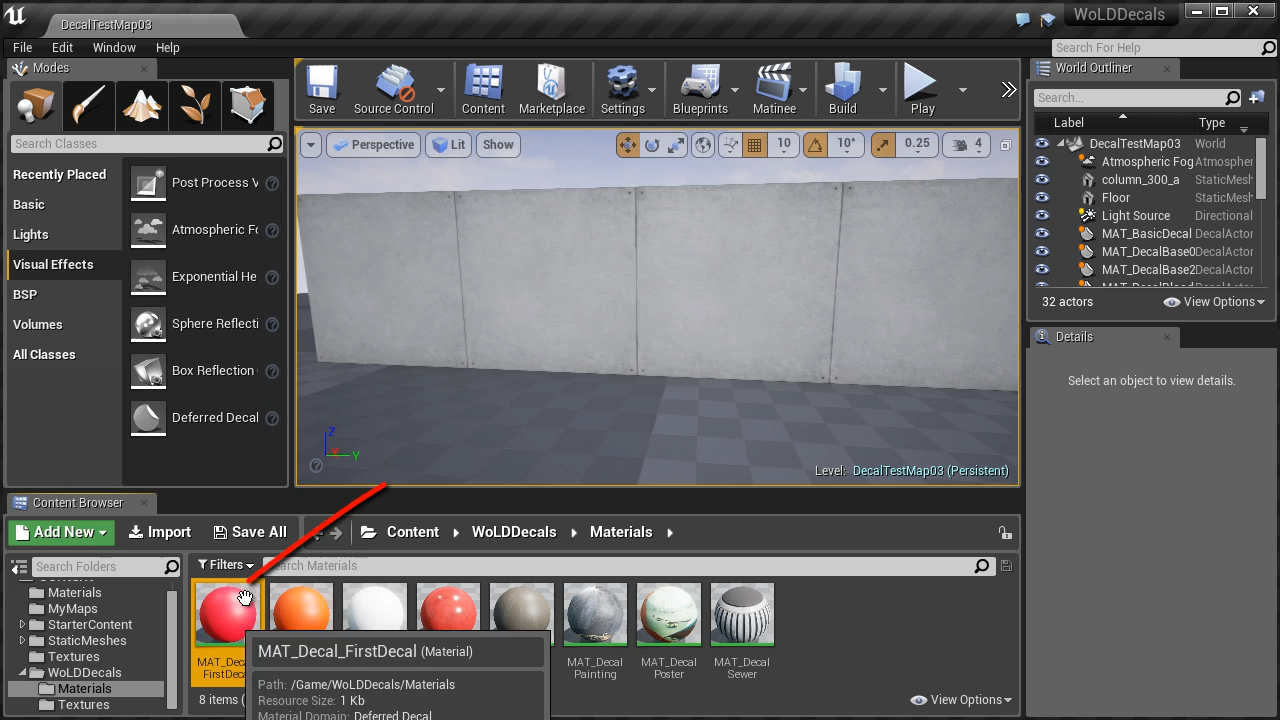 DecalTestMap03
WoLDDecals
File Edit Window Help
Search For Help
Modes
Search Classes
Recently Placed
Basic
Lights
Visual Effects
BSP
Volumes
All Classes
Post Process V
Atmospheric Fo
Exponential He
Sphere Reflecti
Box Reflection
Deferred Decal
Save
Source Control
Content
Marketplace
Settings
Blueprints
Matinee
Build
Play
Perspective
Lit
Show
10
10°
0.25
4
Z
Y
Level: DecalTestMap03 (Persistent)
World Outliner
Search...
Label Type
DecalTestMap03 World
Atmospheric Fog Atmospher
column_300_a StaticMesh
Floor StaticMesh
Light Source Directional
MAT_BasicDecal DecalActor
MAT_DecalBase0 DecalActor
MAT_DecalBase2 DecalActor
32 actors
View Options
Details
Select an object to view details.
Content Browser
Add New
Import
Save All
Content
WoLDDecals
Materials
Search Folders
Materials
MyMaps
StarterContent
StaticMeshes
Textures
WoLDDecals
Materials
Textures
Filters
Search Materials
MAT_Deca
FirstDeca
MAT_Decal
Painting
MAT_Decal
Poster
MAT_Decal
Sewer
MAT_Decal_FirstDecal (Material)
Path: /Game/WoLDDecals/Materials
Resource Size: 1 Kb
Material Domain: Deferred Decal
8 items (
View Options